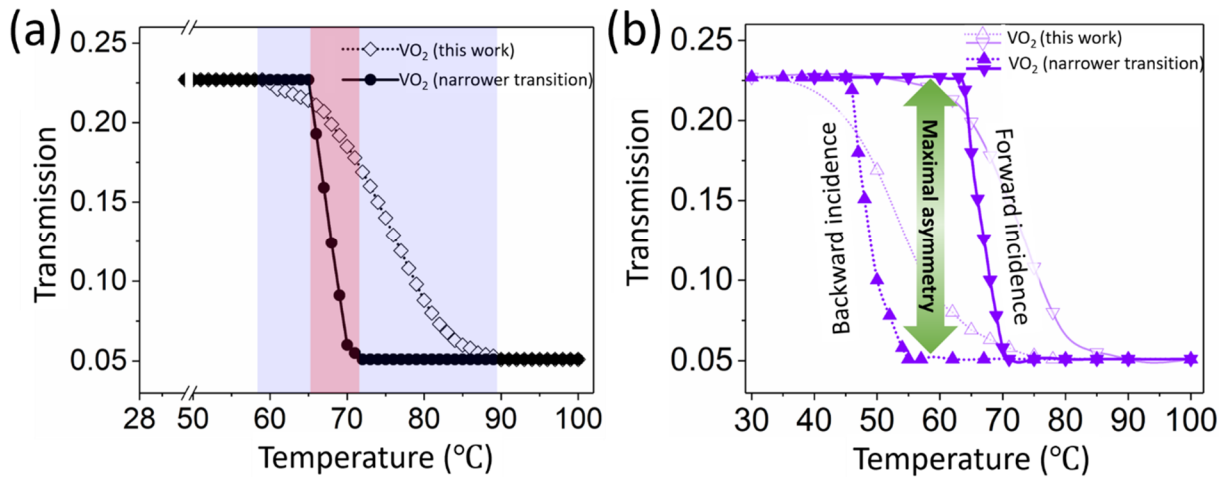 (a)
0.25
0.20
0.15
0.10
0.05
Transmission
VO₂ (this work)
VO₂ (narrower transition)
28 50 60 70 80 90 100
Temperature (℃)
(b)
0.25
0.20
0.15
0.10
0.05
Transmission
VO₂ (this work)
VO₂ (narrower transition)
Backward incidence
Maximal asymmetry
Forward incidence
30 40 50 60 70 80 90 100
Temperature (℃)